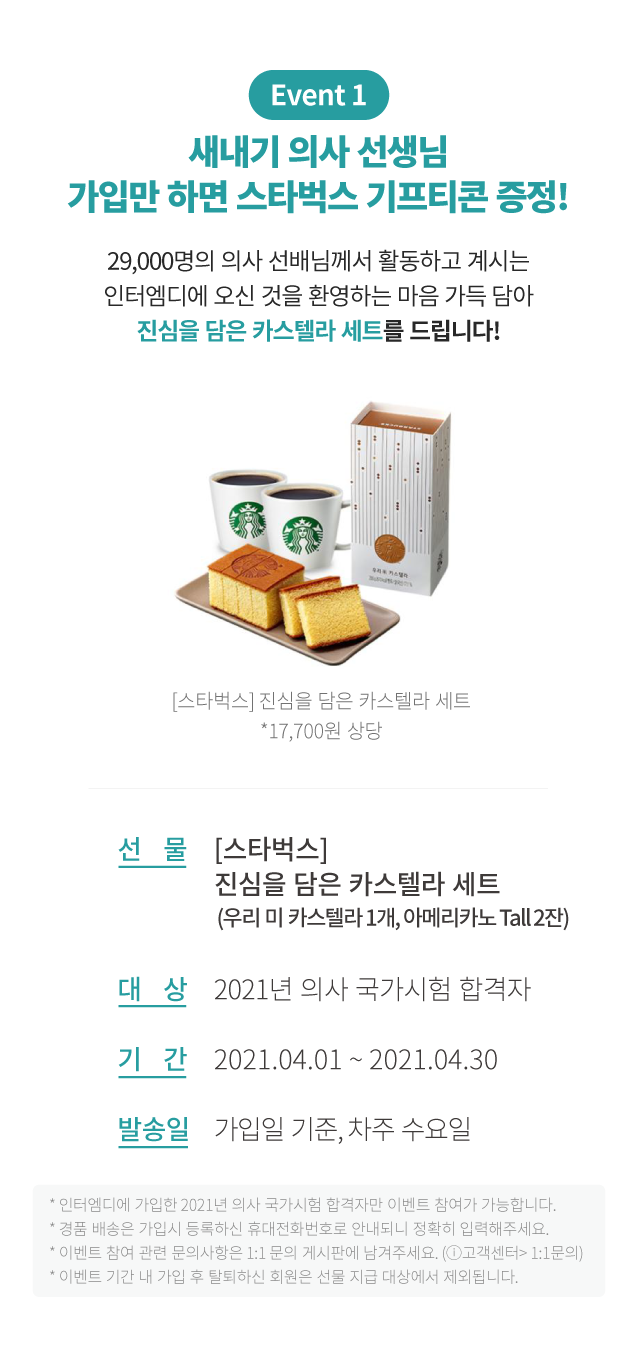 Event 1
새내기 의사 선생님
가입만 하면 스타벅스 기프티콘 증정!
29,000명의 의사 선배님께서 활동하고 계시는
인터엠디에 오신 것을 환영하는 마음 가득 담아
진심을 담은 카스텔라 세트를 드립니다!
우리 미 카스텔라
[스타벅스] 진심을 담은 카스텔라 세트
*17,700원 상당
선 물 [스타벅스]
진심을 담은 카스텔라 세트
(우리 미 카스텔라 1개, 아메리카노 Tall 2잔)
대 상 2021년 의사 국가시험 합격자
기 간 2021.04.01 ~ 2021.04.30
발송일 가입일 기준, 차주 수요일
* 인터엠디에 가입한 2021년 의사 국가시험 합격자만 이벤트 참여가 가능합니다.
* 경품 배송은 가입시 등록하신 휴대전화번호로 안내되니 정확히 입력해주세요.
* 이벤트 참여 관련 문의사항은 1:1 문의 게시판에 남겨주세요. (ⓘ고객센터> 1:1문의)
* 이벤트 기간 내 가입 후 탈퇴하신 회원은 선물 지급 대상에서 제외됩니다.